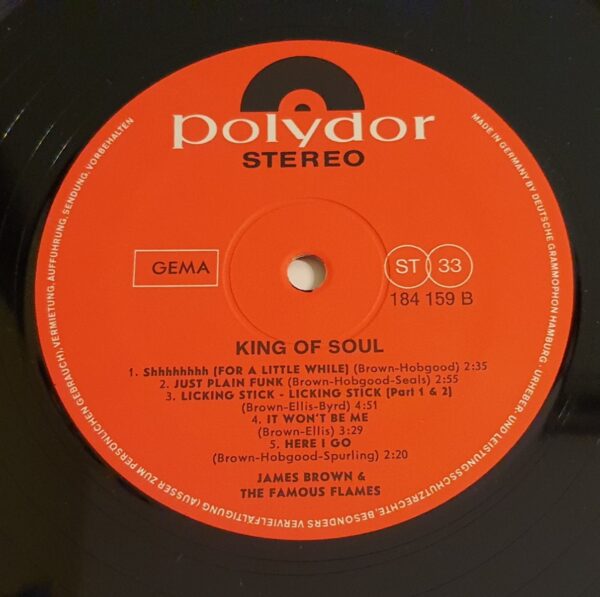 polydor
STEREO
GEMA
ST 33
184 159 B
KING OF SOUL
1. Shhhhhhhh (FOR A LITTLE WHILE) (Brown-Hobgood) 2:35
2. JUST PLAIN FUNK (Brown-Hobgood-Seals) 2:55
3. LICKING STICK - LICKING STICK (Part 1 & 2)
(Brown-Ellis-Byrd) 4:51
4. IT WON'T BE ME
(Brown-Ellis) 3:29
5. HERE I GO
(Brown-Hobgood-Spurling) 2:20
JAMES BROWN &
THE FAMOUS FLAMES
MADE IN GERMANY BY DEUTSCHE GRAMMOPHON HAMBURG · URHEBER- UND LEISTUNGSSCHUTZRECHTE, BESONDERS VERVIELFÄLTIGUNG (AUSSER ZUM PERSÖNLICHEN GEBRAUCH), VERMIETUNG, AUFFÜHRUNG, SENDUNG, VORBEHALTEN